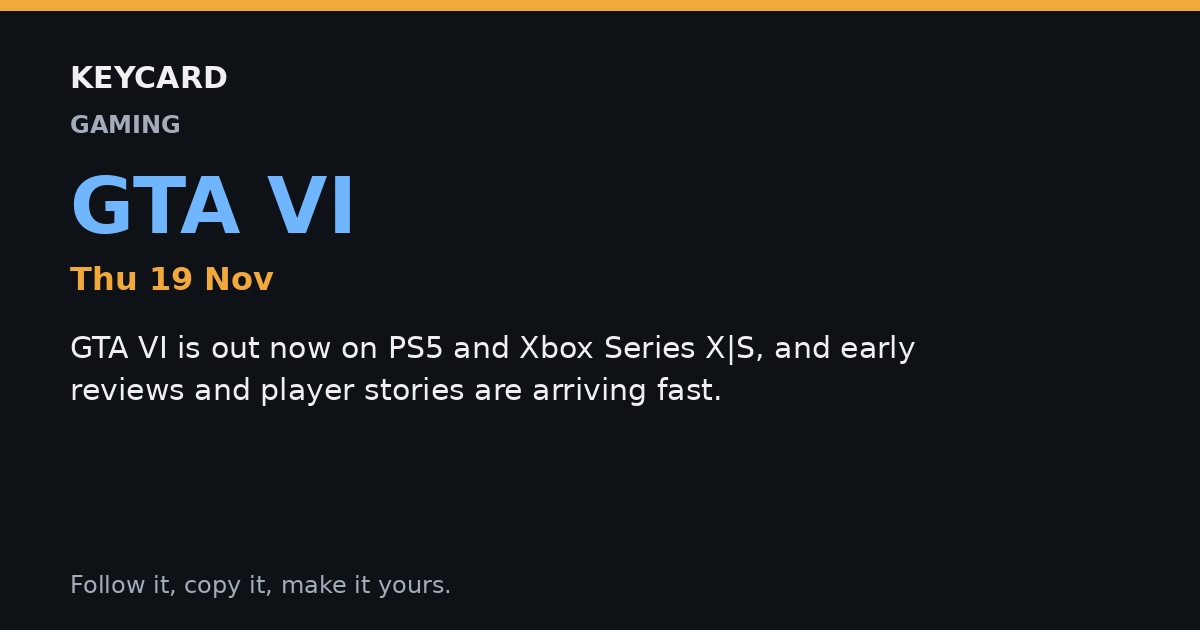 KEYCARD
GAMING
GTA VI
Thu 19 Nov
GTA VI is out now on PS5 and Xbox Series X|S, and early
reviews and player stories are arriving fast.
Follow it, copy it, make it yours.